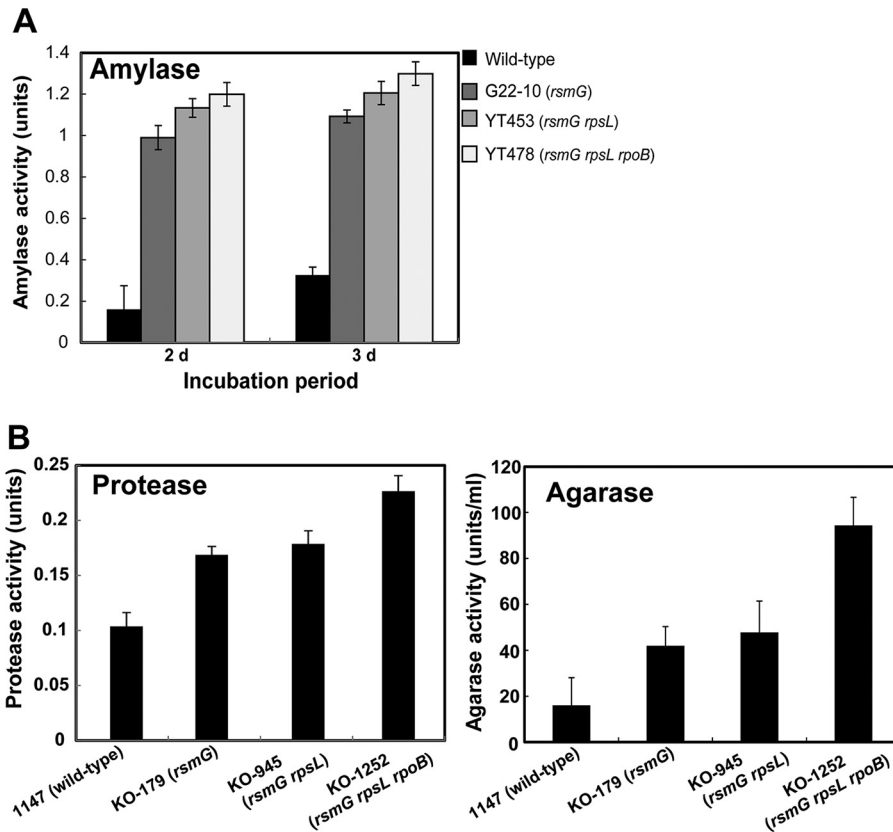 A
Amylase
Amylase activity (units)
1.4
1.2
1
0.8
0.6
0.4
0.2
0
2 d
3 d
Incubation period
Wild-type
G22-10 (rsmG)
YT453 (rsmG rpsL)
YT478 (rsmG rpsL rpoB)
B
Protease
Protease activity (units)
0.25
0.2
0.15
0.1
0.05
0
1147 (wild-type)
KO-179 (rsmG)
KO-945
(rsmG rpsL)
KO-1252
(rsmG rpsL rpoB)
Agarase
Agarase activity (units/ml)
120
100
80
60
40
20
0
1147 (wild-type)
KO-179 (rsmG)
KO-945
(rsmG rpsL)
KO-1252
(rsmG rpsL rpoB)